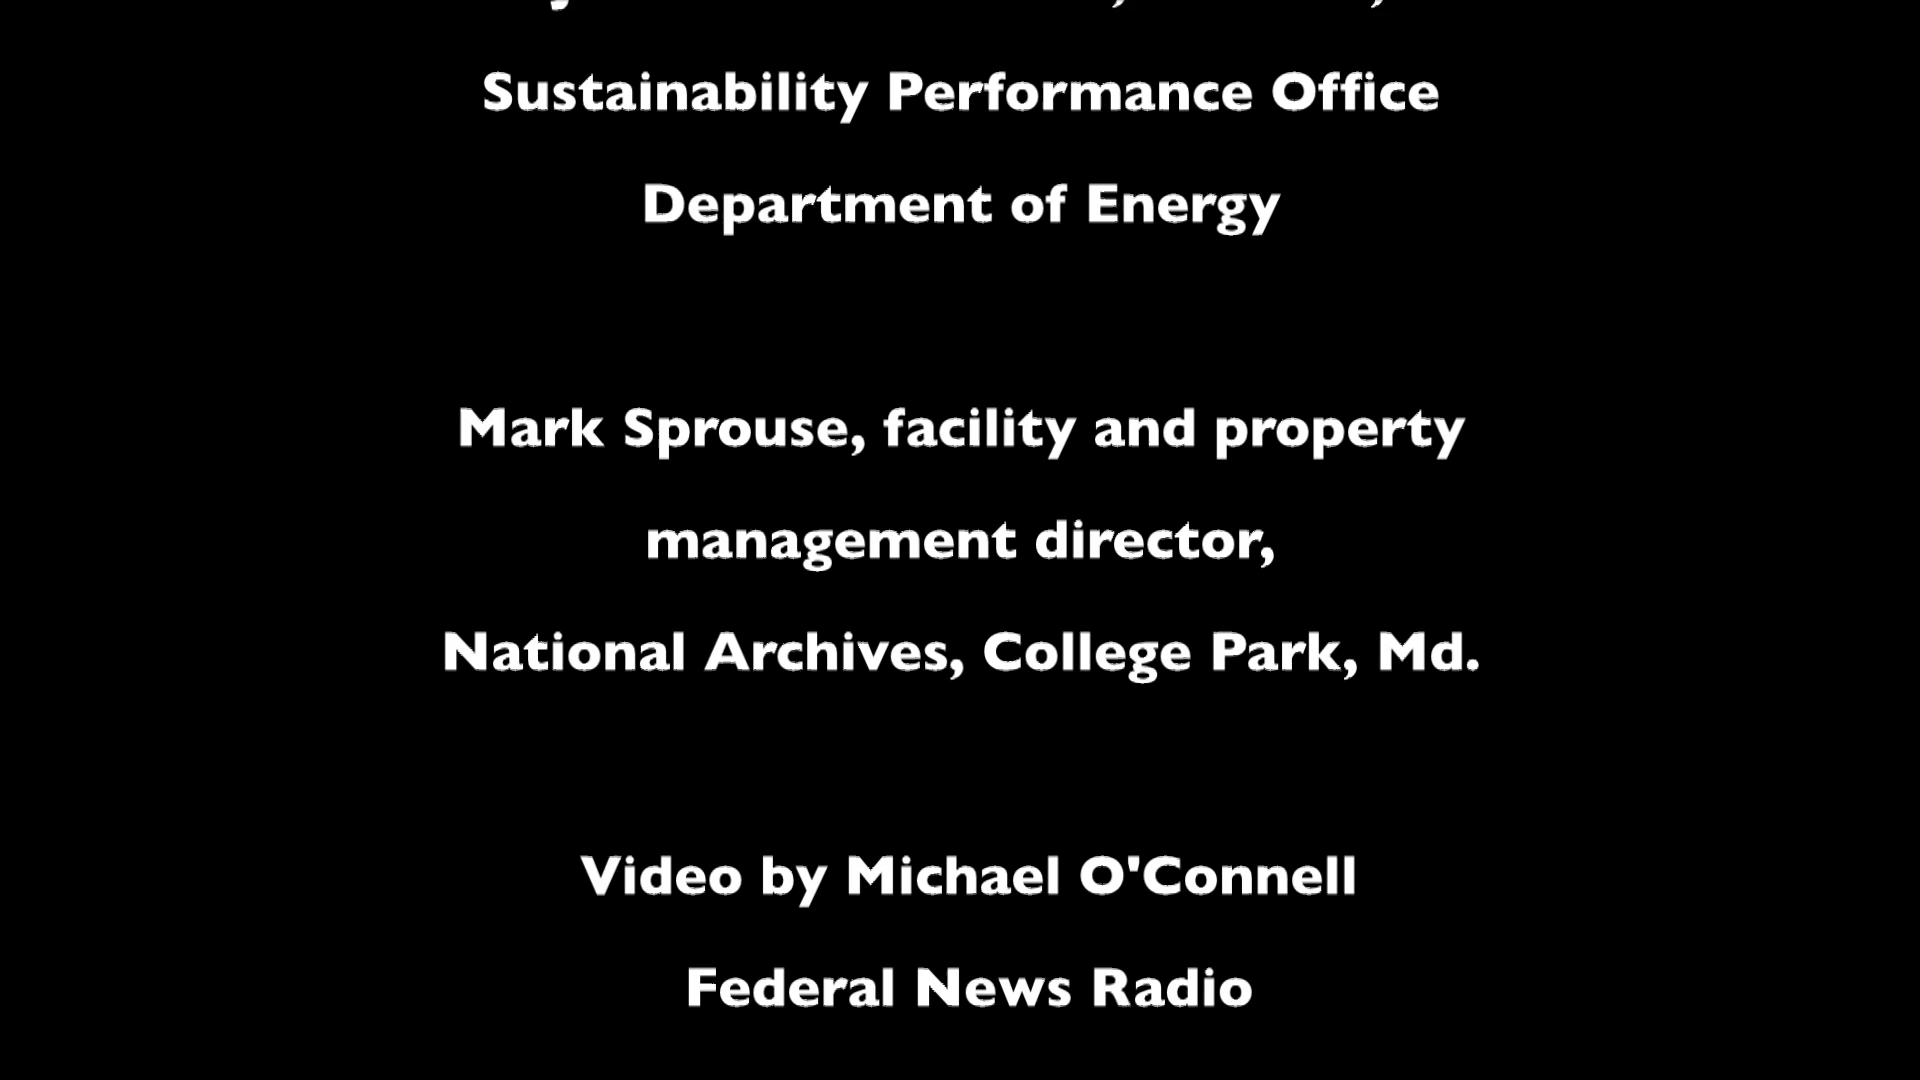 Sustainability Performance Office
Department of Energy
Mark Sprouse, facility and property
management director,
National Archives, College Park, Md.
Video by Michael O'Connell
Federal News Radio